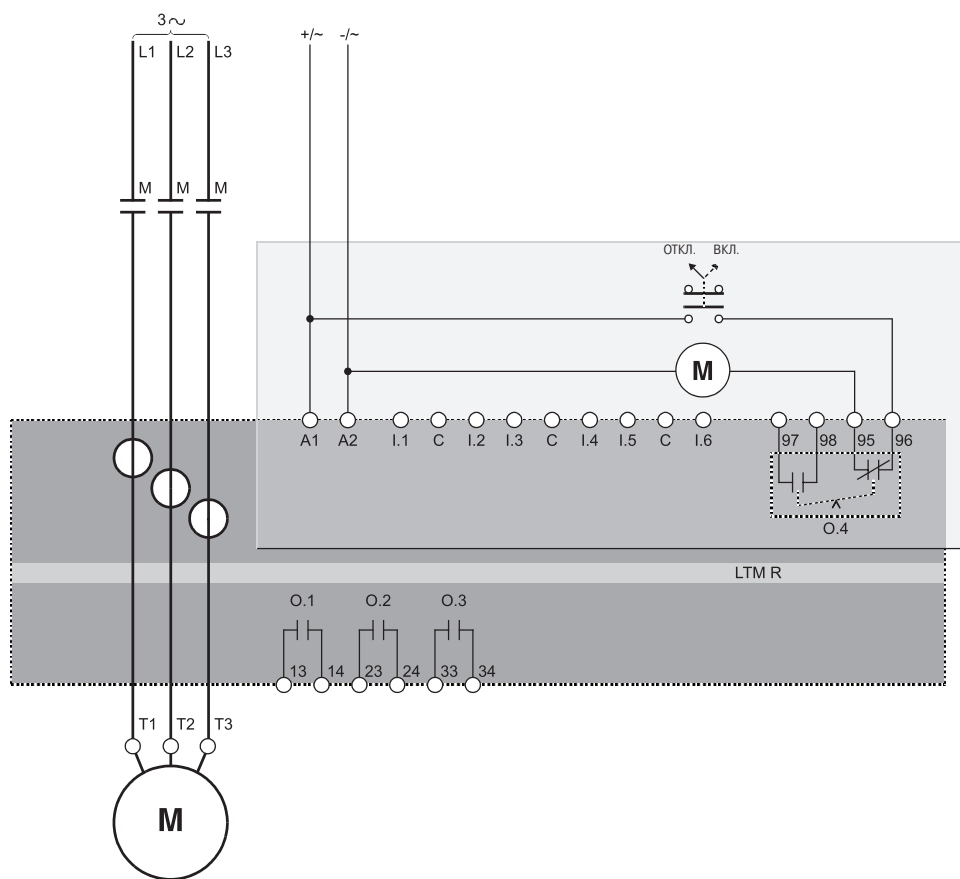 3~
L1 L2 L3
+/~ -/~
M M M
ОТКЛ. ВКЛ.
M
A1 A2 I.1 C I.2 I.3 C I.4 I.5 C I.6 97 98 95 96
O.4
LTM R
O.1 O.2 O.3
13 14 23 24 33 34
T1 T2 T3
M